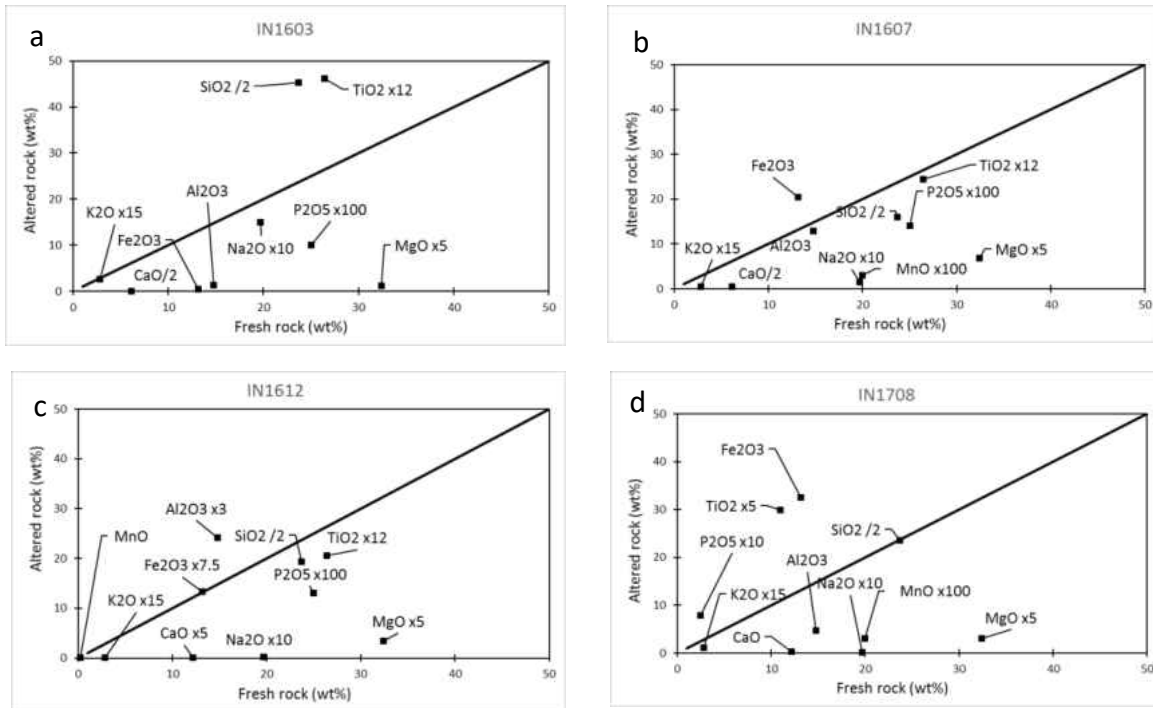 a
IN1603
50
40
30
20
10
0
Altered rock (wt%)
SiO2 /2
TiO2 x12
Al2O3
K2O x15
Fe2O3
P2O5 x100
CaO/2
Na2O x10
MgO x5
0 10 20 30 40 50
Fresh rock (wt%)
b
IN1607
50
40
30
20
10
0
Altered rock (wt%)
Fe2O3
TiO2 x12
P2O5 x100
SiO2 /2
Al2O3
K2O x15
MgO x5
Na2O x10
CaO/2
MnO x100
0 10 20 30 40 50
Fresh rock (wt%)
c
IN1612
50
40
30
20
10
0
Altered rock (wt%)
Al2O3 x3
MnO
SiO2 /2
TiO2 x12
Fe2O3 x7.5
P2O5 x100
K2O x15
CaO x5
Na2O x10
MgO x5
0 10 20 30 40 50
Fresh rock (wt%)
d
IN1708
50
40
30
20
10
0
Altered rock (wt%)
Fe2O3
TiO2 x5
SiO2 /2
P2O5 x10
Al2O3
K2O x15
Na2O x10
MnO x100
CaO
MgO x5
0 10 20 30 40 50
Fresh rock (wt%)